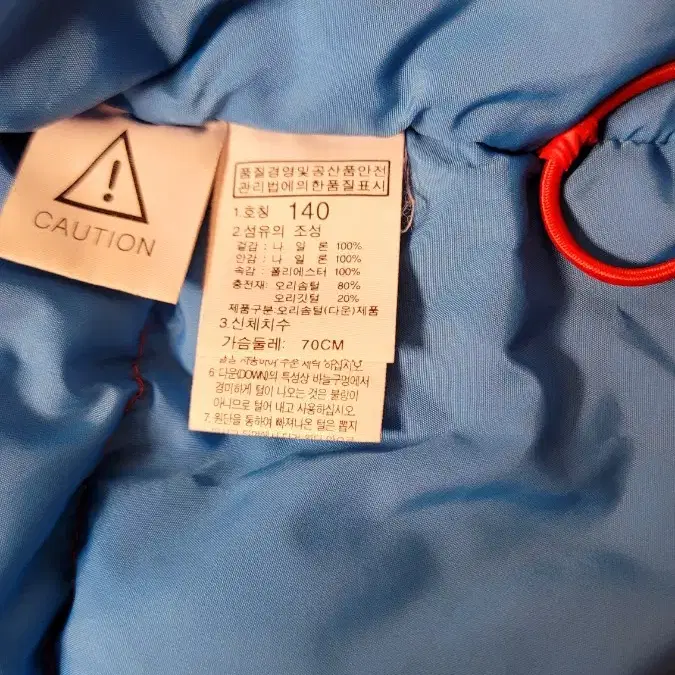 CAUTION
품질경영및공산품안전
관리법에의한품질표시
1.호칭 140
2.섬유의 조성
겉감 : 나 일 론 100%
안감 : 나 일 론 100%
속감 : 폴리에스터 100%
충전재: 오리솜털 80%
오리깃털 20%
제품구분:오리솜털(다운)제품
3.신체치수
가슴둘레: 70CM
6.다운(DOWN)의 특성상 바늘구멍에서
경미하게 털이 나오는 것은 불량이
아니므로 털어 내고 사용하십시오
7. 원단을 통하여 빠져나온 털은 뽑지